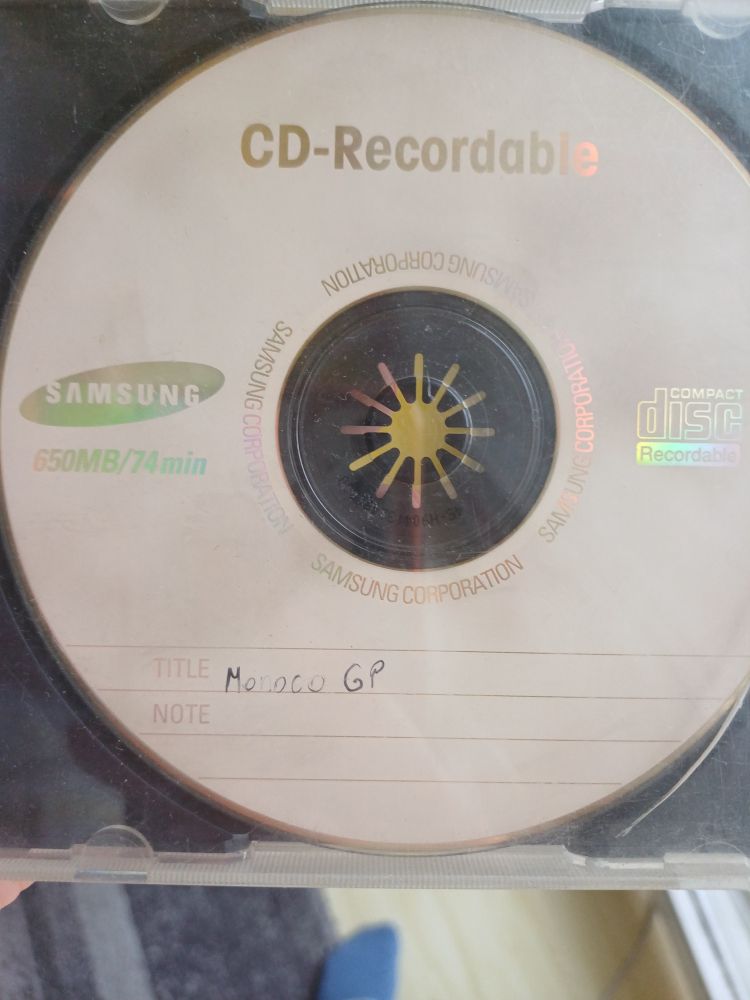 CD-Recordable
SAMSUNG CORPORATION
SAMSUNG CORPORATION
SAMSUNG CORPORATION
SAMSUNG CORPORATION
SAMSUNG
650MB/74min
COMPACT
disc
Recordable
TITLE Monoco GP
NOTE